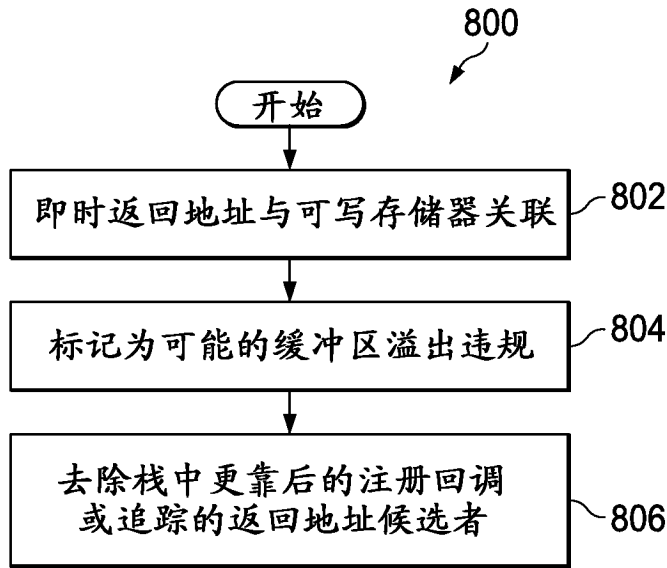 800
开始
即时返回地址与可写存储器关联
802
标记为可能的缓冲区溢出违规
804
去除栈中更靠后的注册回调
或追踪的返回地址候选者
806